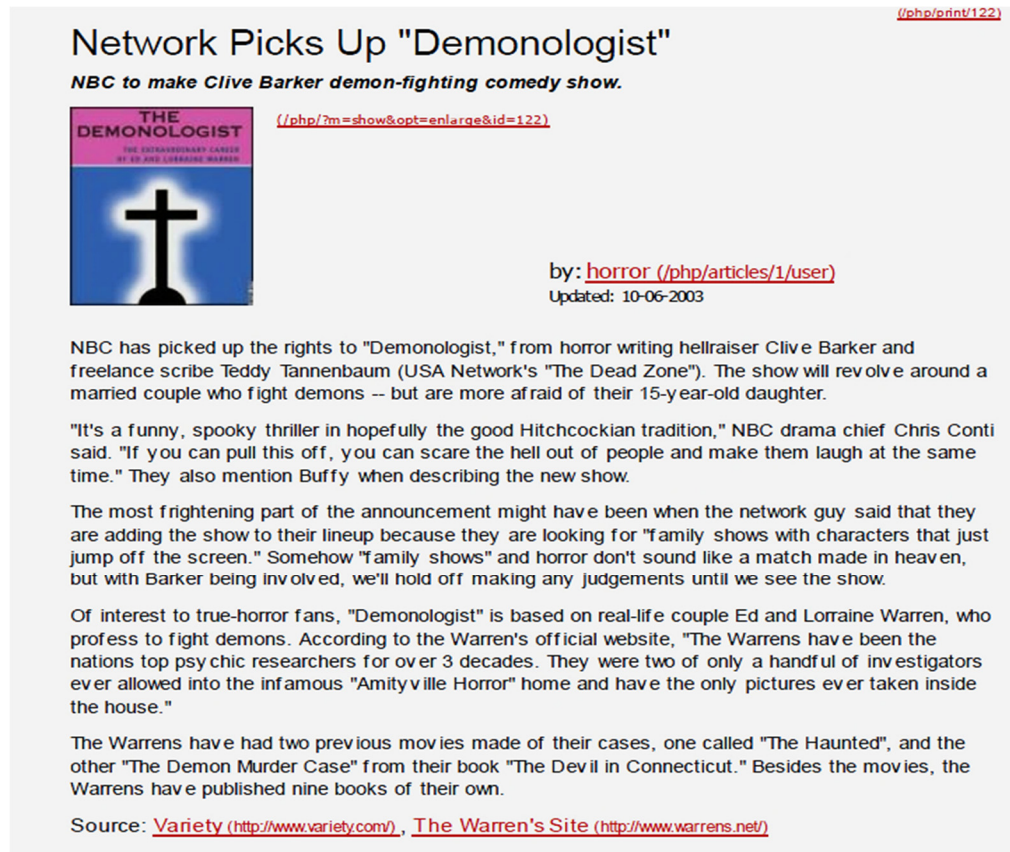 (/php/print/122)
Network Picks Up "Demonologist"
NBC to make Clive Barker demon-fighting comedy show.
THE
DEMONOLOGIST
THE EXTRAORDINARY CAREER
OF ED AND LORRAINE WARREN
(/php/?m=show&opt=enlarge&id=122)
by: horror (/php/articles/1/user)
Updated: 10-06-2003
NBC has picked up the rights to "Demonologist," from horror writing hellraiser Clive Barker and
freelance scribe Teddy Tannenbaum (USA Network's "The Dead Zone"). The show will revolve around a
married couple who fight demons -- but are more afraid of their 15-year-old daughter.
"It's a funny, spooky thriller in hopefully the good Hitchcockian tradition," NBC drama chief Chris Conti
said. "If you can pull this off, you can scare the hell out of people and make them laugh at the same
time." They also mention Buffy when describing the new show.
The most frightening part of the announcement might have been when the network guy said that they
are adding the show to their lineup because they are looking for "family shows with characters that just
jump off the screen." Somehow "family shows" and horror don't sound like a match made in heaven,
but with Barker being involved, we'll hold off making any judgements until we see the show.
Of interest to true-horror fans, "Demonologist" is based on real-life couple Ed and Lorraine Warren, who
profess to fight demons. According to the Warren's official website, "The Warrens have been the
nations top psychic researchers for over 3 decades. They were two of only a handful of investigators
ever allowed into the infamous "Amityville Horror" home and have the only pictures ever taken inside
the house."
The Warrens have had two previous movies made of their cases, one called "The Haunted", and the
other "The Demon Murder Case" from their book "The Devil in Connecticut." Besides the movies, the
Warrens have published nine books of their own.
Source: Variety (http://www.variety.com/) , The Warren's Site (http://www.warrens.net/)